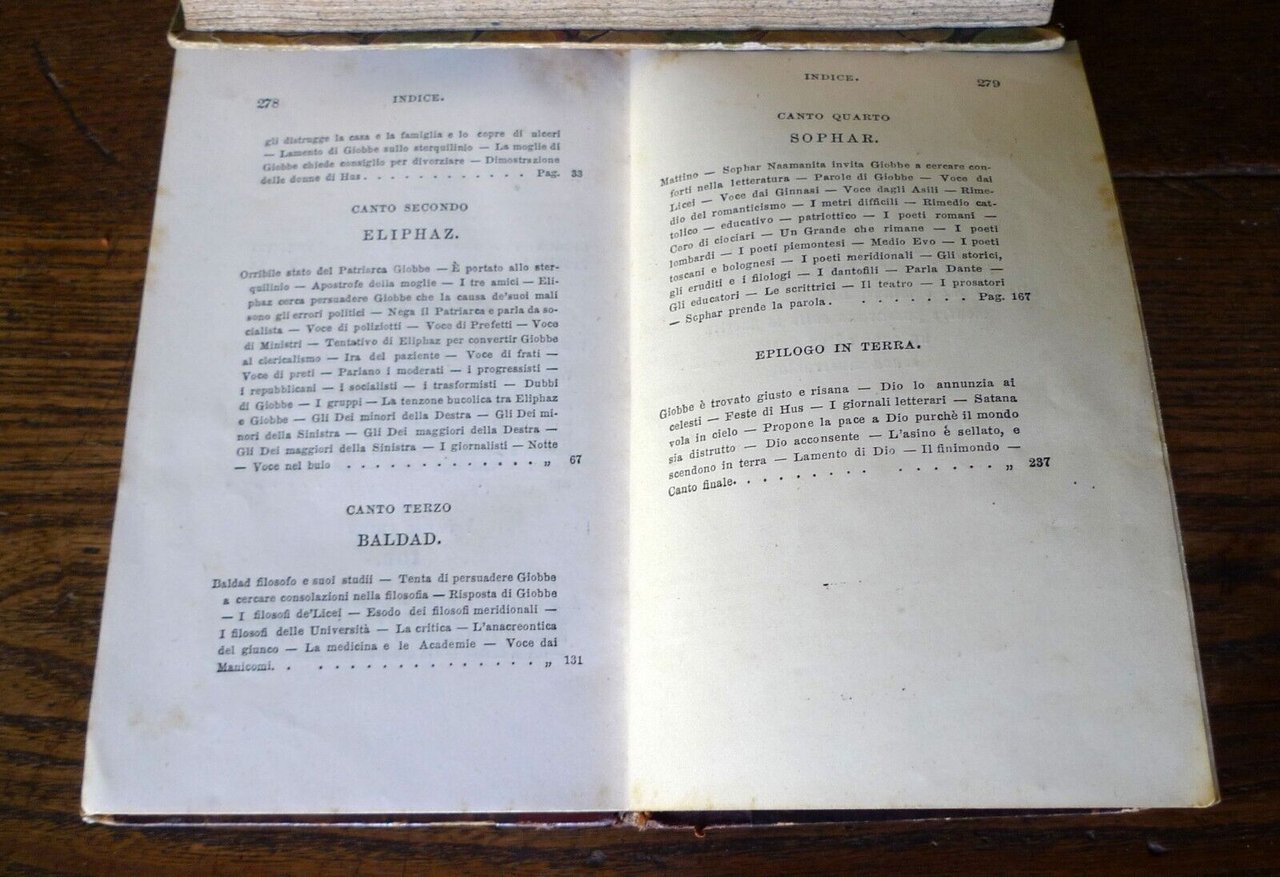 278
INDICE.
gli distrugge la casa e la famiglia e lo copre di ulceri
— Lamento di Giobbe sullo sterquilinio — La moglie di
Giobbe chiede consiglio per divorziare — Dimostrazione
delle donne di Hus. . . . . . . . . . . . . Pag. 33
CANTO SECONDO
ELIPHAZ.
Orribile stato del Patriarca Giobbe — È portato allo ster-
quilinio — Apostrofe della moglie — I tre amici — Eli-
phaz cerca persuadere Giobbe che la causa de'suoi mali
sono gli errori politici — Nega il Patriarca e parla da so-
cialista — Voce di poliziotti — Voce di Prefetti — Voce
di Ministri — Tentativo di Eliphaz per convertir Giobbe
al clericalismo — Ira del paziente — Voce di frati —
Voce di preti — Parlano i moderati — i progressisti —
i repubblicani — i socialisti — i trasformisti — Dubbi
di Giobbe — I gruppi — La tenzone bucolica tra Eliphaz
e Giobbe — Gli Dei minori della Destra — Gli Dei mi-
nori della Sinistra — Gli Dei maggiori della Destra —
Gli Dei maggiori della Sinistra — I giornalisti — Notte
— Voce nel buio . . . . . . . . . . . . . . „ 67
CANTO TERZO
BALDAD.
Baldad filosofo e suoi studii — Tenta di persuadere Giobbe
a cercare consolazioni nella filosofia — Risposta di Giobbe
— I filosofi de'Licei — Esodo dei filosofi meridionali —
I filosofi delle Università — La critica — L'anacreontica
del giunco — La medicina e le Academie — Voce dai
Manicomi. . . . . . . . . . . . . . . . . „ 131
INDICE.
279
CANTO QUARTO
SOPHAR.
Mattino — Sophar Naamanita invita Giobbe a cercare con-
forti nella letteratura — Parole di Giobbe — Voce dai
Licei — Voce dai Ginnasi — Voce dagli Asili — Rime-
dio del romanticismo — I metri difficili — Rimedio cat-
tolico — educativo — patriottico — I poeti romani —
Coro di ciociari — Un Grande che rimane — I poeti
lombardi — I poeti piemontesi — Medio Evo — I poeti
toscani e bolognesi — I poeti meridionali — Gli storici,
gli eruditi e i filologi — I dantofili — Parla Dante —
Gli educatori — Le scrittrici — Il teatro — I prosatori
— Sophar prende la parola. . . . . . . . . Pag. 167
EPILOGO IN TERRA.
Giobbe è trovato giusto e risana — Dio lo annunzia ai
celesti — Feste di Hus — I giornali letterari — Satana
vola in cielo — Propone la pace a Dio purchè il mondo
sia distrutto — Dio acconsente — L'asino è sellato, e
scendono in terra — Lamento di Dio — Il finimondo —
Canto finale. . . . . . . . . . . . . . . „ 237